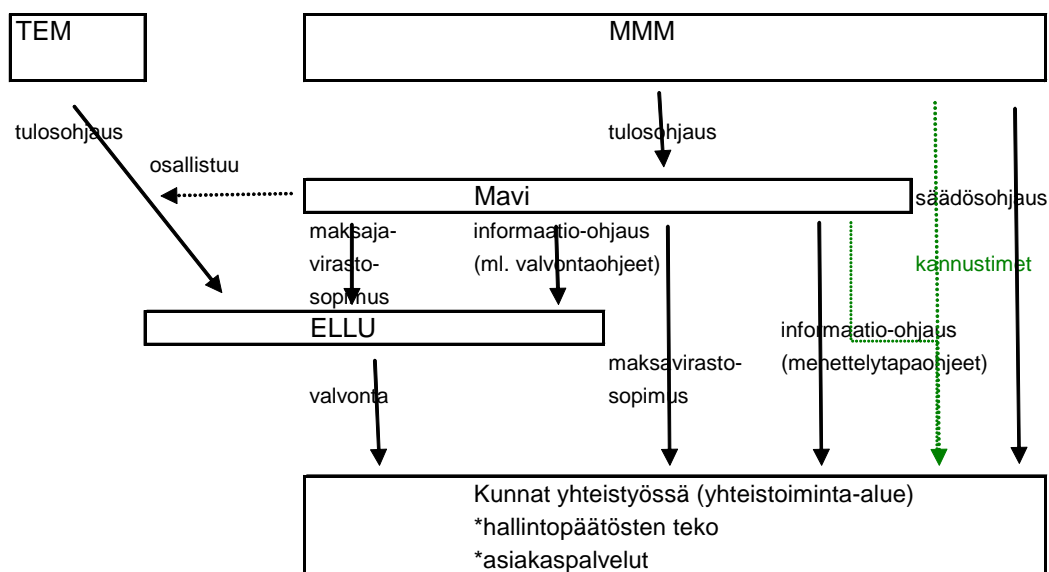 TEM
MMM
tulosohjaus
tulosohjaus
osallistuu
Mavi
säädösohjaus
maksaja-
virasto-
sopimus
informaatio-ohjaus
(ml. valvontaohjeet)
kannustimet
ELLU
informaatio-ohjaus
(menettelytapaohjeet)
maksavirasto-
sopimus
valvonta
Kunnat yhteistyössä (yhteistoiminta-alue)
*hallintopäätösten teko
*asiakaspalvelut